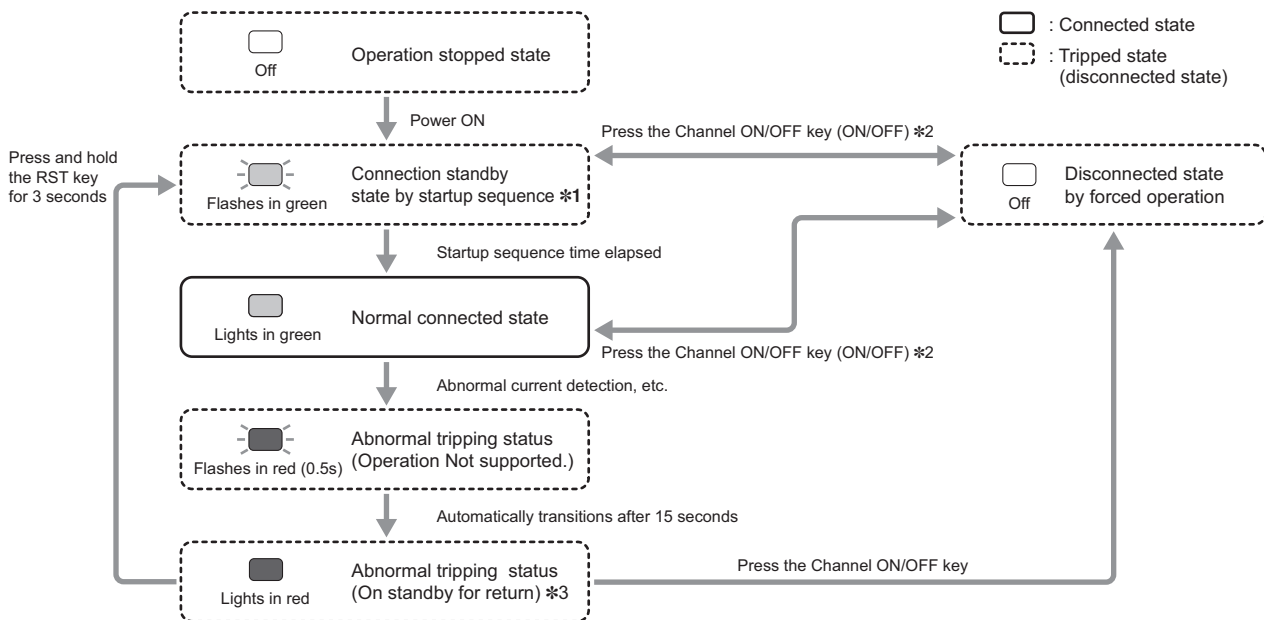 Off
Operation stopped state
: Connected state
: Tripped state
(disconnected state)
Power ON
Press the Channel ON/OFF key (ON/OFF) ✻2
Press and hold
the RST key
for 3 seconds
Flashes in green
Connection standby
state by startup sequence ✻1
Off
Disconnected state
by forced operation
Startup sequence time elapsed
Lights in green
Normal connected state
Press the Channel ON/OFF key (ON/OFF) ✻2
Abnormal current detection, etc.
Flashes in red (0.5s)
Abnormal tripping status
(Operation Not supported.)
Automatically transitions after 15 seconds
Lights in red
Abnormal tripping status
(On standby for return) ✻3
Press the Channel ON/OFF key